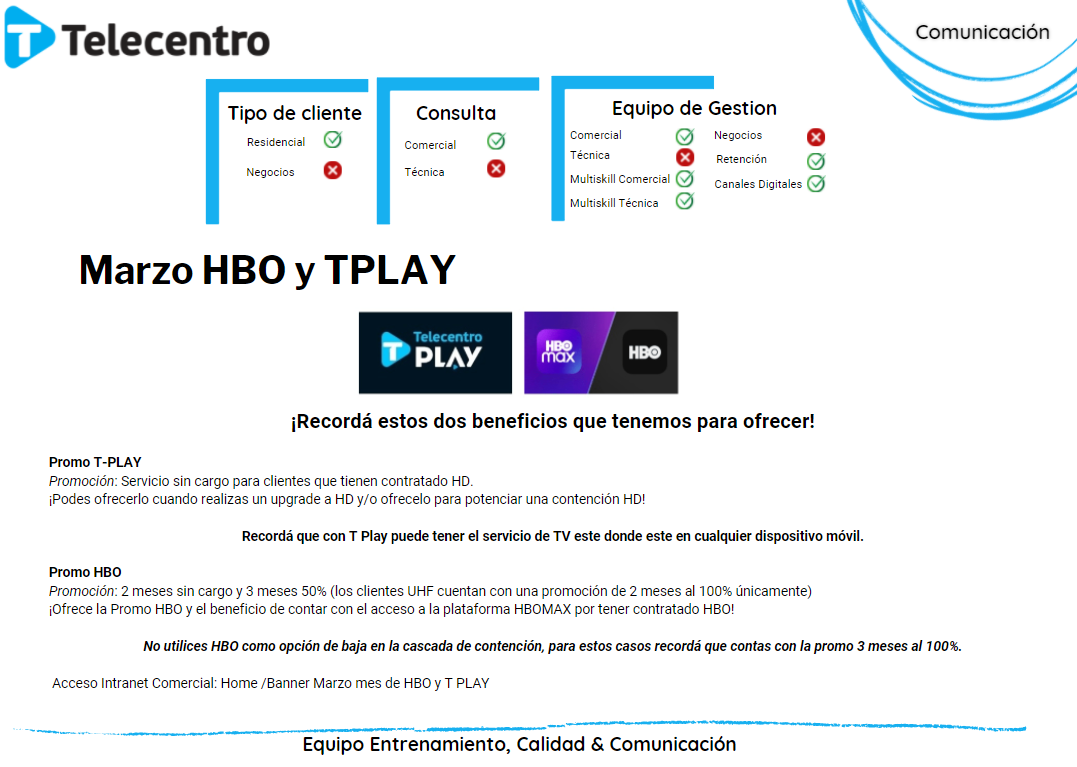 Telecentro
Comunicación
Tipo de cliente
Residencial
Negocios
Consulta
Comercial
Técnica
Equipo de Gestion
Comercial
Técnica
Multiskill Comercial
Multiskill Técnica
Negocios
Retención
Canales Digitales
Marzo HBO y TPLAY
Telecentro
PLAY
HBO
max
HBO
¡Recordá estos dos beneficios que tenemos para ofrecer!
Promo T-PLAY
Promoción: Servicio sin cargo para clientes que tienen contratado HD.
¡Podes ofrecerlo cuando realizas un upgrade a HD y/o ofrecelo para potenciar una contención HD!
Recordá que con T Play puede tener el servicio de TV este donde este en cualquier dispositivo móvil.
Promo HBO
Promoción: 2 meses sin cargo y 3 meses 50% (los clientes UHF cuentan con una promoción de 2 meses al 100% únicamente)
¡Ofrece la Promo HBO y el beneficio de contar con el acceso a la plataforma HBOMAX por tener contratado HBO!
No utilices HBO como opción de baja en la cascada de contención, para estos casos recordá que contas con la promo 3 meses al 100%.
Acceso Intranet Comercial: Home /Banner Marzo mes de HBO y T PLAY
Equipo Entrenamiento, Calidad & Comunicación